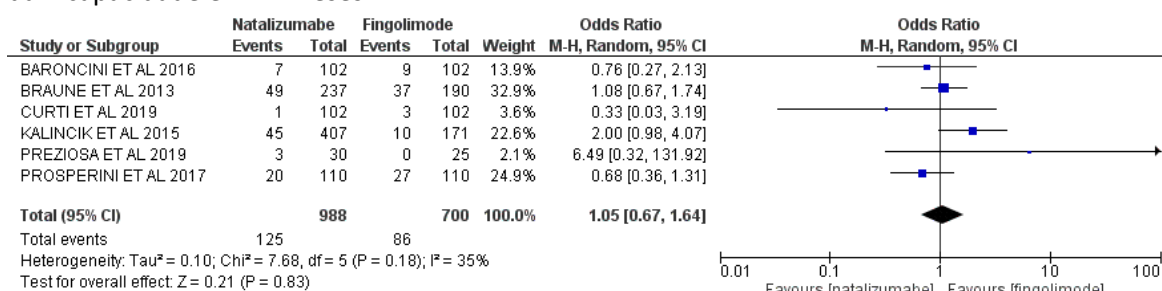 Natalizumabe Fingolimode Odds Ratio Odds Ratio
Study or Subgroup Events Total Events Total Weight M-H, Random, 95% CI M-H, Random, 95% CI
BARONCINI ET AL 2016 7 102 9 102 13.9% 0.76 [0.27, 2.13]
BRAUNE ET AL 2013 49 237 37 190 32.9% 1.08 [0.67, 1.74]
CURTI ET AL 2019 1 102 3 102 3.6% 0.33 [0.03, 3.19]
KALINCIK ET AL 2015 45 407 10 171 22.6% 2.00 [0.98, 4.07]
PREZIOSA ET AL 2019 3 30 0 25 2.1% 6.49 [0.32, 131.92]
PROSPERINI ET AL 2017 20 110 27 110 24.9% 0.68 [0.36, 1.31]
Total (95% CI) 988 700 100.0% 1.05 [0.67, 1.64]
Total events 125 86
Heterogeneity: Tau² = 0.10; Chi² = 7.68, df = 5 (P = 0.18); I² = 35%
Test for overall effect: Z = 0.21 (P = 0.83)
0.01 0.1 1 10 100
Favours [natalizumabe] Favours [fingolimode]